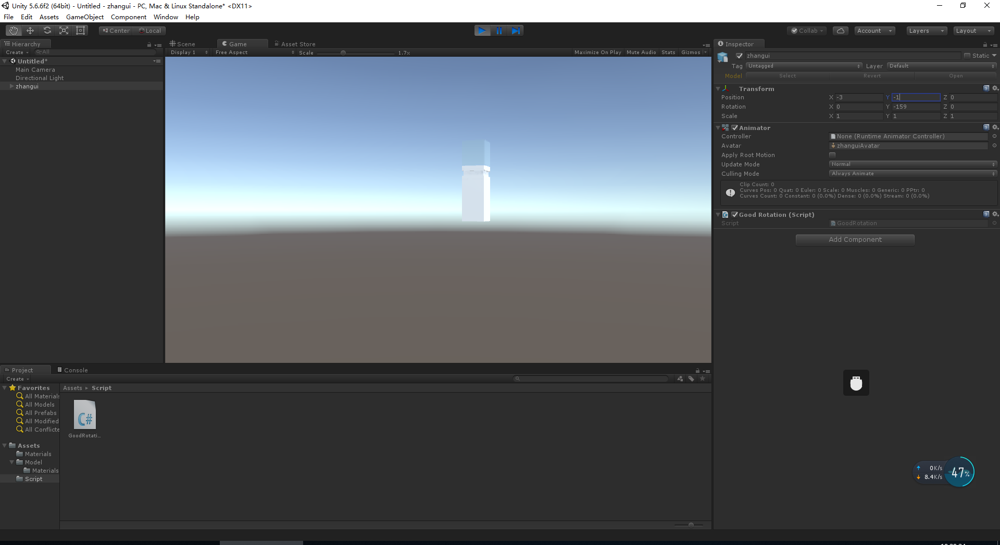 Unity 5.6.6f2 (64bit) - Untitled - zhangui - PC, Mac & Linux Standalone* <DX11>
File Edit Assets GameObject Component Window Help
Center Local
Collab Account Layers Layout
Hierarchy
Create All
Untitled*
Main Camera
Directional Light
zhangui
Scene Game Asset Store
Display 1 Free Aspect Scale 1.7x Maximize On Play Mute Audio Stats Gizmos
Inspector
zhangui Static
Tag Untagged Layer Default
Model Select Revert Open
Transform
Position X -3 Y -1 Z 0
Rotation X 0 Y -159 Z 0
Scale X 1 Y 1 Z 1
Animator
Controller None (Runtime Animator Controller)
Avatar zhanguiAvatar
Apply Root Motion
Update Mode Normal
Culling Mode Always Animate
Clip Count: 0
Curves Pos: 0 Quat: 0 Euler: 0 Scale: 0 Muscles: 0 Generic: 0 PPtr: 0
Curves Count: 0 Constant: 0 (0.0%) Dense: 0 (0.0%) Stream: 0 (0.0%)
Good Rotation (Script)
Script GoodRotation
Add Component
Project Console
Create
Favorites
All Materials
All Models
All Prefabs
All Modified
All Conflicte
Assets
Materials
Model
Materials
Script
Assets Script
C#
GoodRotati...
0K/s
8.4K/s
47%